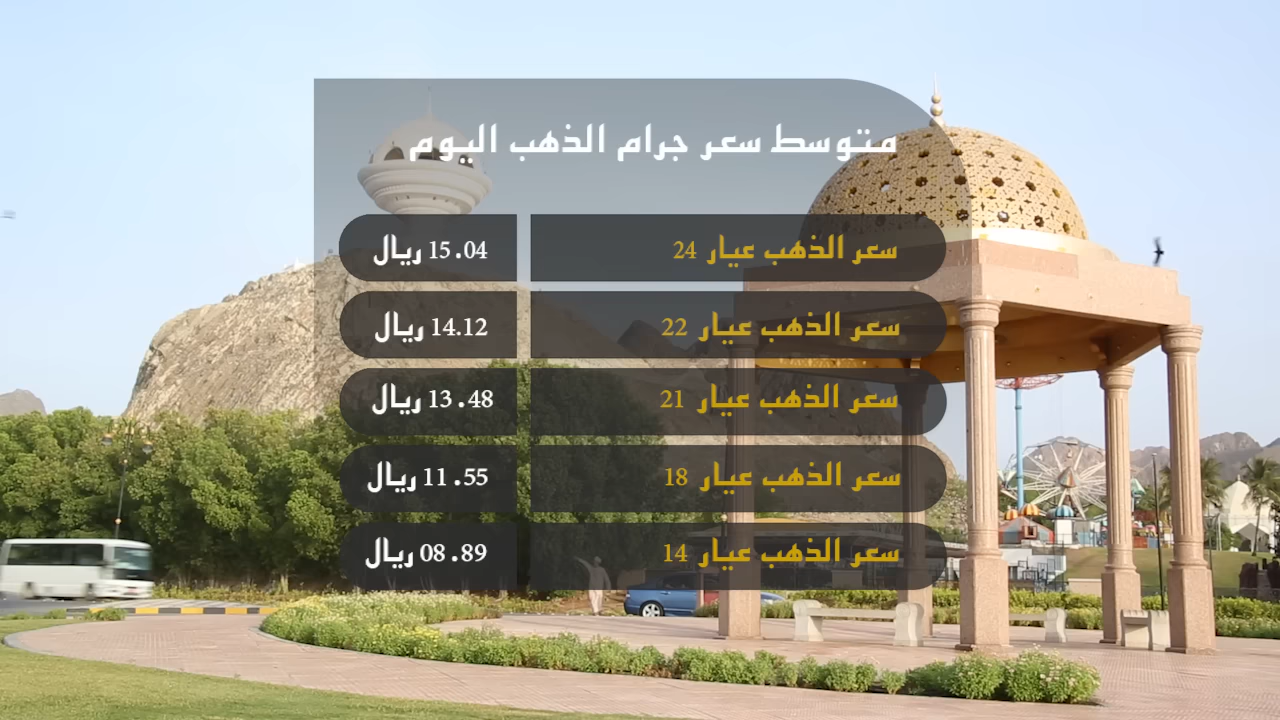 متوسط سعر جرام الذهب اليوم
سعر الذهب عيار 24 15.04 ريال
سعر الذهب عيار 22 14.12 ريال
سعر الذهب عيار 21 13.48 ريال
سعر الذهب عيار 18 11.55 ريال
سعر الذهب عيار 14 08.89 ريال